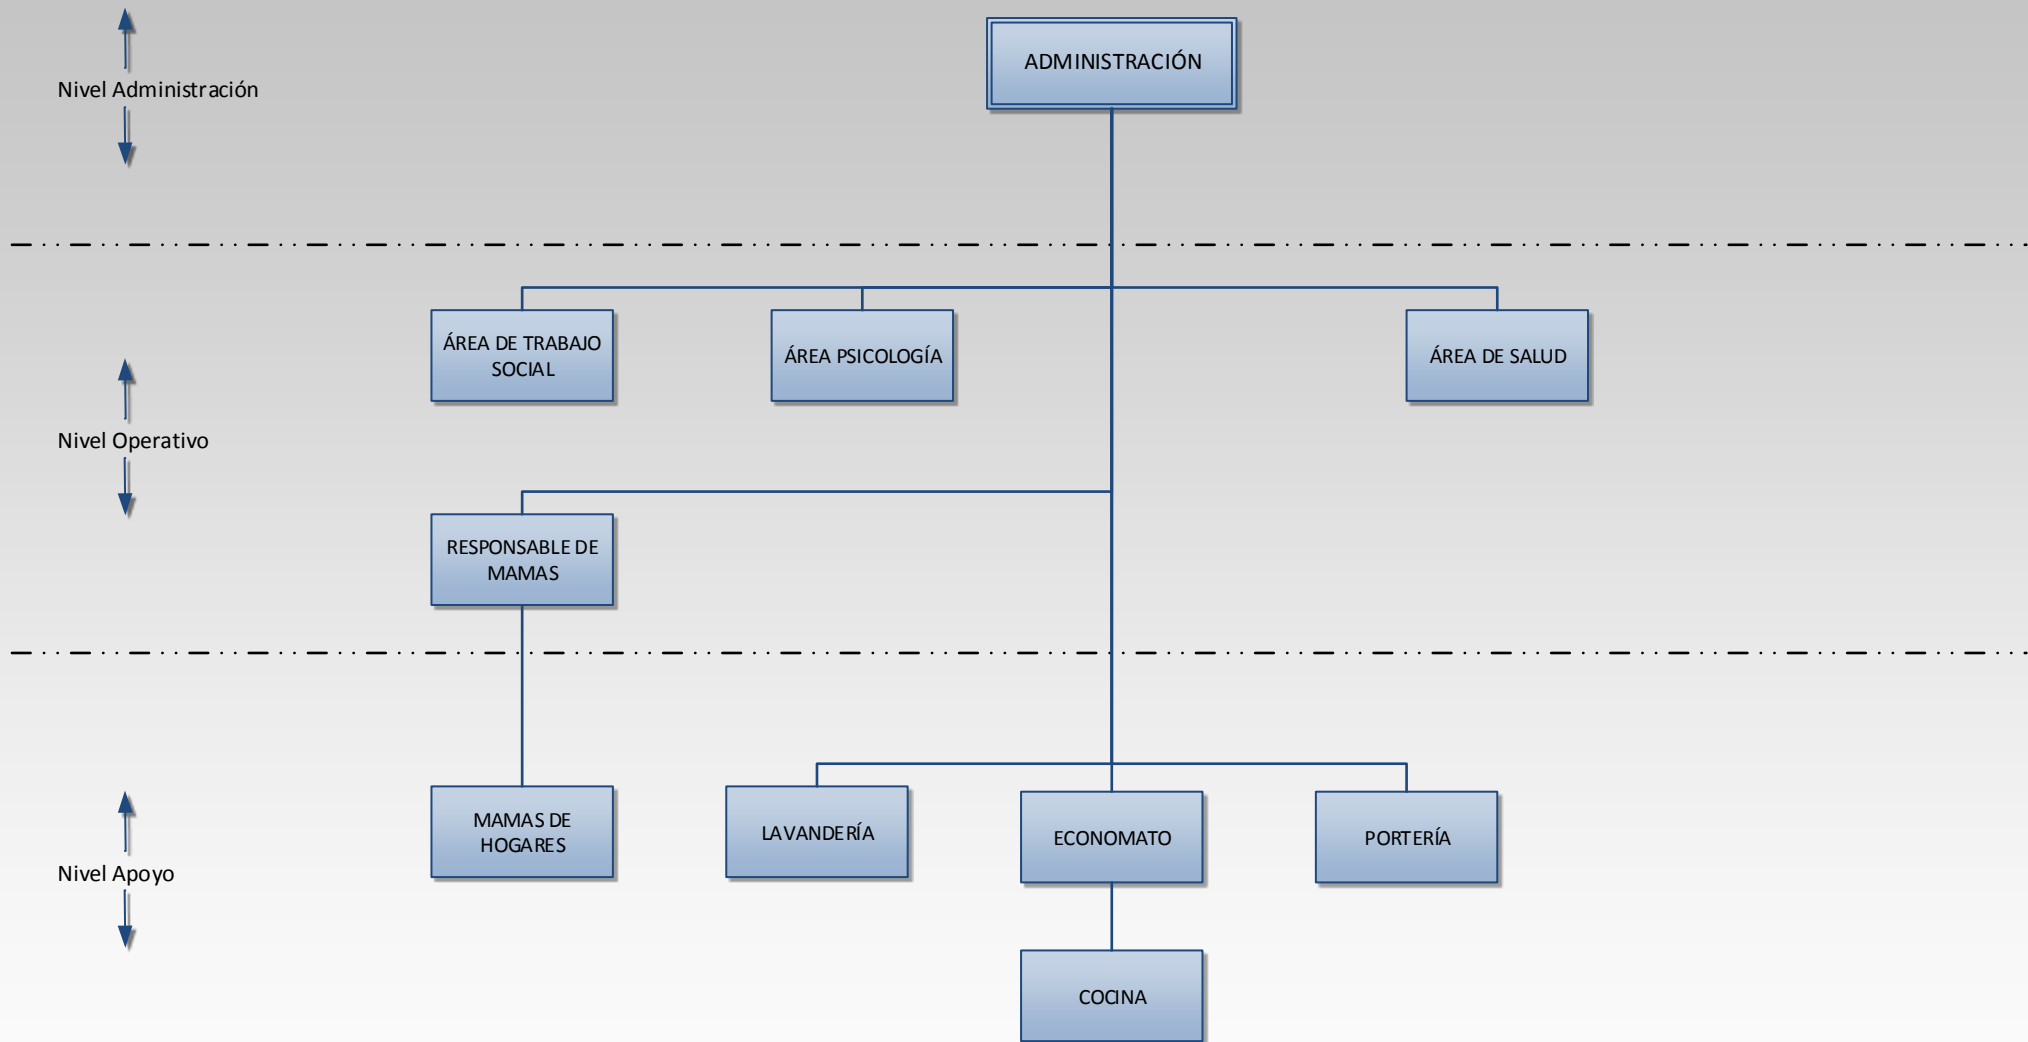 ADMINISTRACIÓN
Nivel Administración
ÁREA DE TRABAJO
SOCIAL
ÁREA PSICOLOGÍA
ÁREA DE SALUD
Nivel Operativo
RESPONSABLE DE
MAMAS
MAMAS DE
HOGARES
LAVANDERÍA
ECONOMATO
PORTERÍA
Nivel Apoyo
COCINA